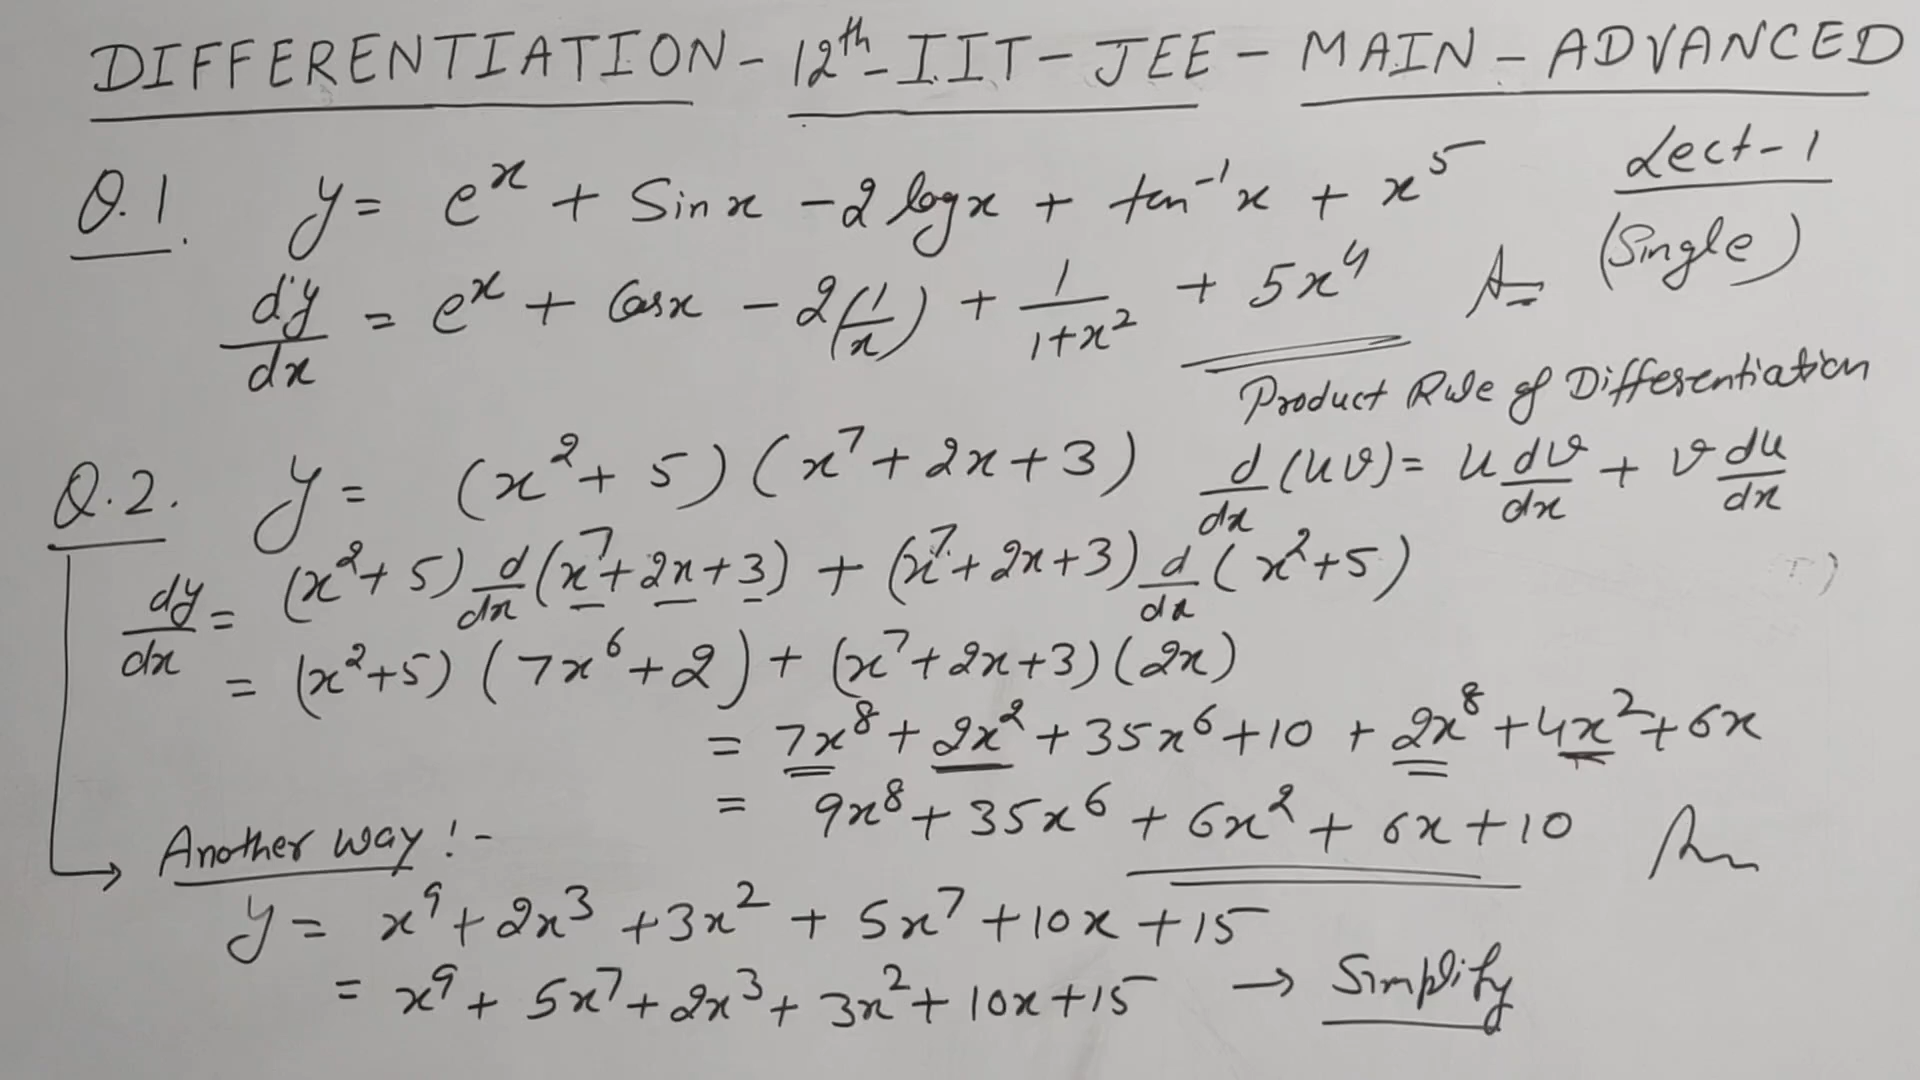 DIFFERENTIATION - 12th - IIT - JEE - MAIN - ADVANCED
Lect-1
(Single)
Q.1. y = e^x + Sin x - 2 log x + tan^-1 x + x^5
dy/dx = e^x + Cos x - 2(1/x) + 1/(1+x^2) + 5x^4 A
Product Rule of Differentiation
Q.2. y = (x^2 + 5)(x^7 + 2x + 3) d/dx (uv) = u dv/dx + v du/dx
dy/dx = (x^2 + 5) d/dx (x^7 + 2x + 3) + (x^7 + 2x + 3) d/dx (x^2 + 5)
= (x^2+5)(7x^6 + 2) + (x^7 + 2x + 3)(2x)
= 7x^8 + 2x^2 + 35x^6 + 10 + 2x^8 + 4x^2 + 6x
= 9x^8 + 35x^6 + 6x^2 + 6x + 10
Another way :-
y = x^9 + 2x^3 + 3x^2 + 5x^7 + 10x + 15
= x^9 + 5x^7 + 2x^3 + 3x^2 + 10x + 15 → Simplify